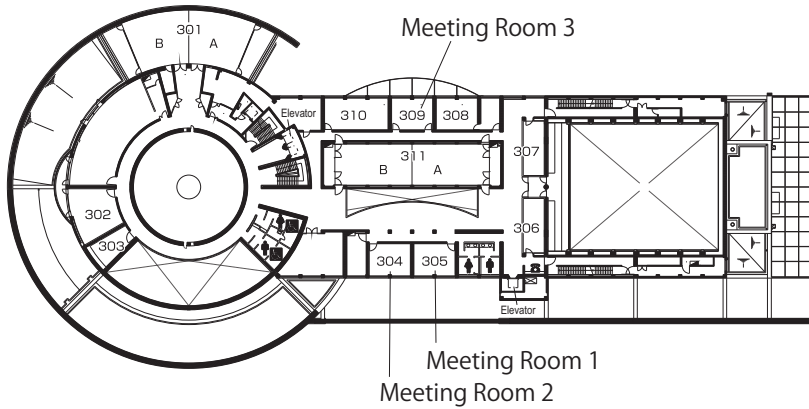 301
B A
Meeting Room 3
Elevator
310 309 308
311
B A
307
302
303
306
304 305
Elevator
Meeting Room 1
Meeting Room 2